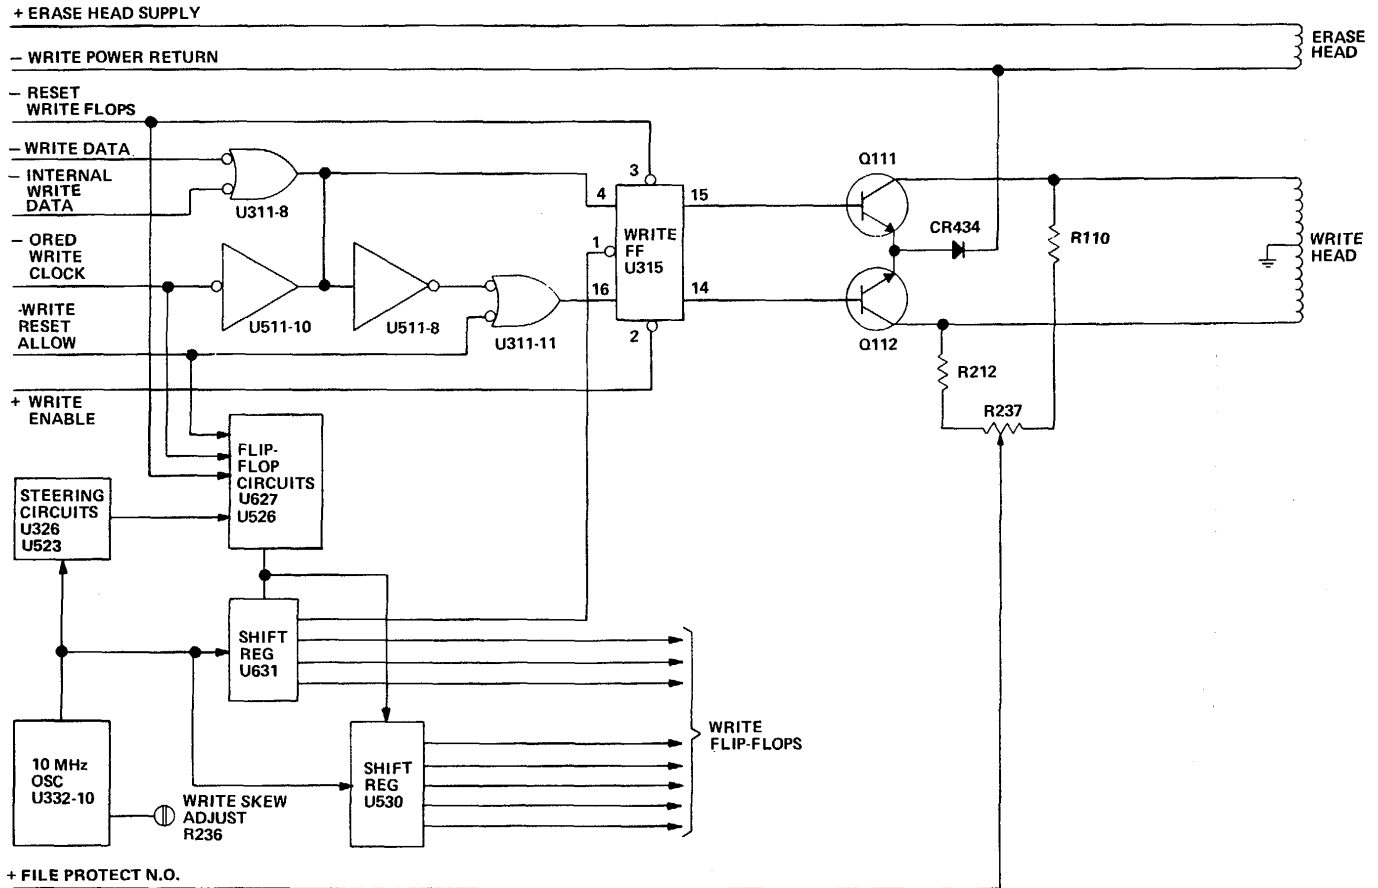 + ERASE HEAD SUPPLY
ERASE
HEAD
− WRITE POWER RETURN
− RESET
WRITE FLOPS
− WRITE DATA
− INTERNAL
WRITE
DATA
U311-8
− ORED
WRITE
CLOCK
U511-10
U511-8
U311-11
-WRITE
RESET
ALLOW
+ WRITE
ENABLE
3
4
15
1
WRITE
FF
U315
16
14
2
Q111
CR434
Q112
R110
WRITE
HEAD
R212
R237
FLIP-
FLOP
CIRCUITS
U627
U526
STEERING
CIRCUITS
U326
U523
SHIFT
REG
U631
WRITE
FLIP-FLOPS
SHIFT
REG
U530
10 MHz
OSC
U332-10
WRITE SKEW
ADJUST
R236
+ FILE PROTECT N.O.